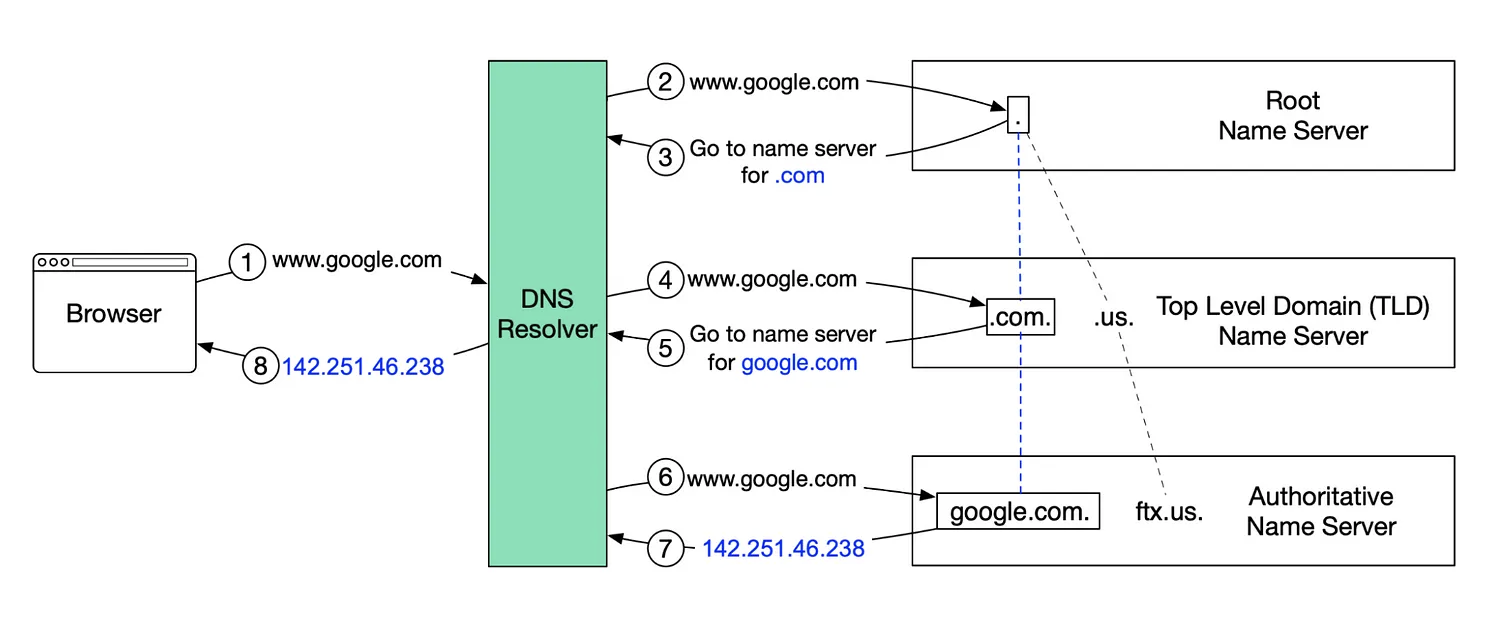 Browser
1
www.google.com
8
142.251.46.238
DNS
Resolver
2
www.google.com
3
Go to name server
for .com
4
www.google.com
5
Go to name server
for google.com
6
www.google.com
7
142.251.46.238
.
Root
Name Server
.com.
.us.
Top Level Domain (TLD)
Name Server
google.com.
ftx.us.
Authoritative
Name Server